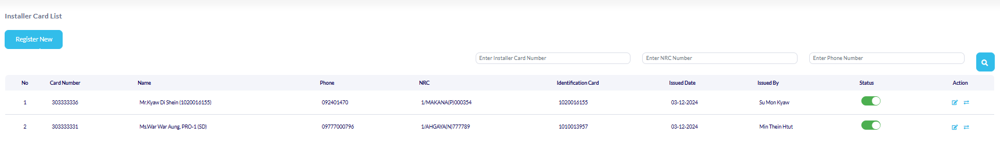 Installer Card List
Register New
Enter Installer Card Number Enter NRC Number Enter Phone Number
No Card Number Name Phone NRC Identification Card Issued Date Issued By Status Action
1 303333336 Mr.Kyaw Di Shein (1020016155) 092401470 1/MAKANA(P)000354 1020016155 03-12-2024 Su Mon Kyaw
2 303333331 Ms.War War Aung, PRO-1 (SD) 09777000796 1/AHGAYA(N)777789 1010013957 03-12-2024 Min Thein Htut